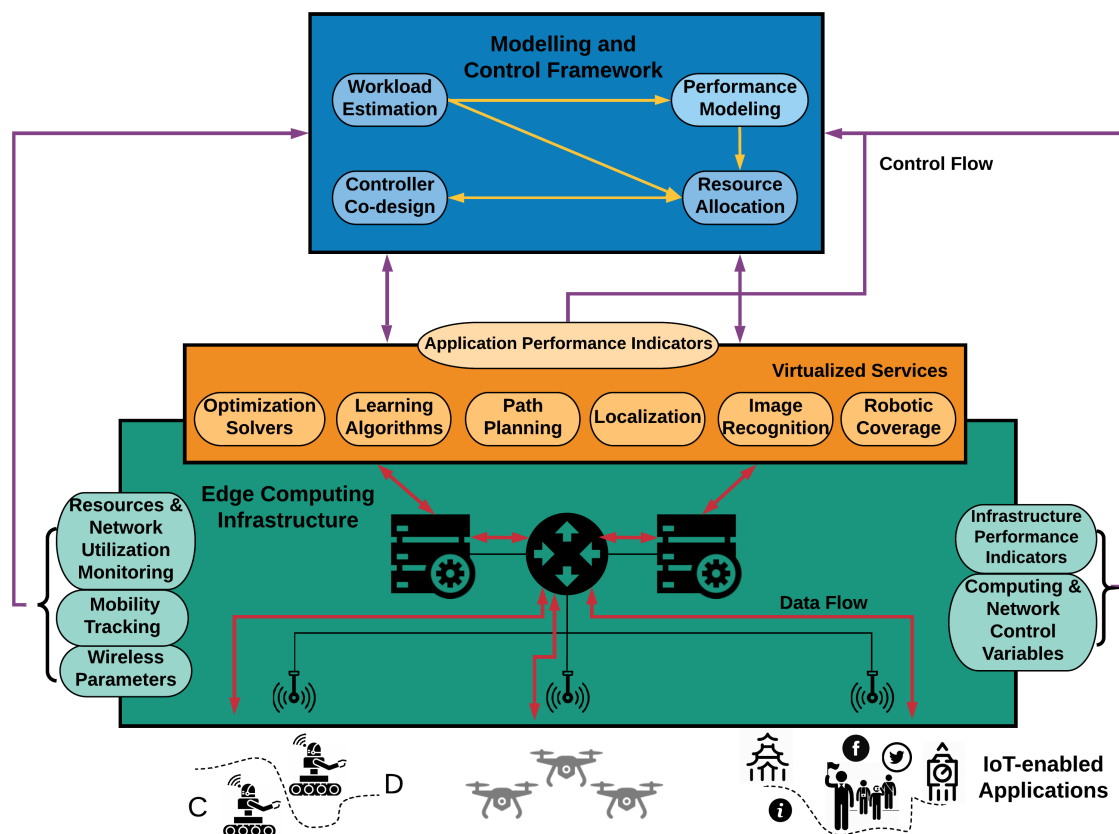 Modelling and
Control Framework
Workload
Estimation
Performance
Modeling
Controller
Co-design
Resource
Allocation
Control Flow
Application Performance Indicators
Virtualized Services
Optimization
Solvers
Learning
Algorithms
Path
Planning
Localization
Image
Recognition
Robotic
Coverage
Edge Computing
Infrastructure
Resources &
Network
Utilization
Monitoring
Mobility
Tracking
Wireless
Parameters
Infrastructure
Performance
Indicators
Computing &
Network
Control
Variables
Data Flow
C
D
f
i
IoT-enabled
Applications